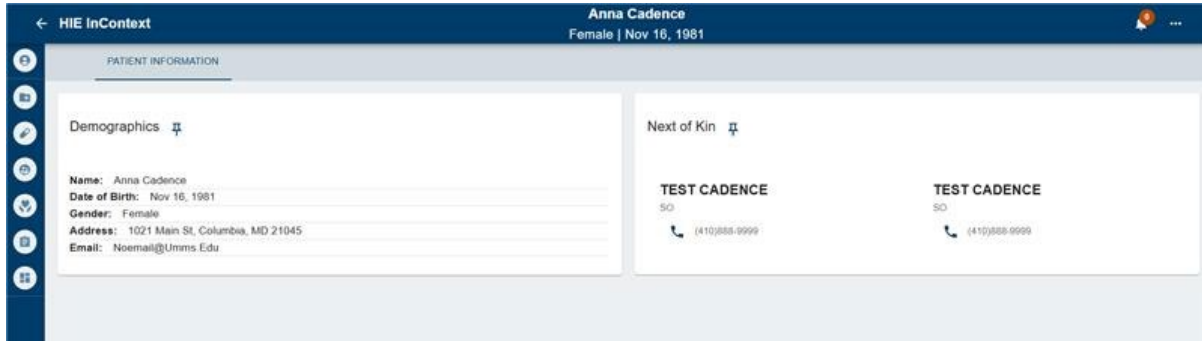 HIE InContext
Anna Cadence
Female | Nov 16, 1981
PATIENT INFORMATION
Demographics
Name: Anna Cadence
Date of Birth: Nov 16, 1981
Gender: Female
Address: 1021 Main St, Columbia, MD 21045
Email: Noemail@Umms.Edu
Next of Kin
TEST CADENCE
SO
(410)888-9999
TEST CADENCE
SO
(410)888-9999